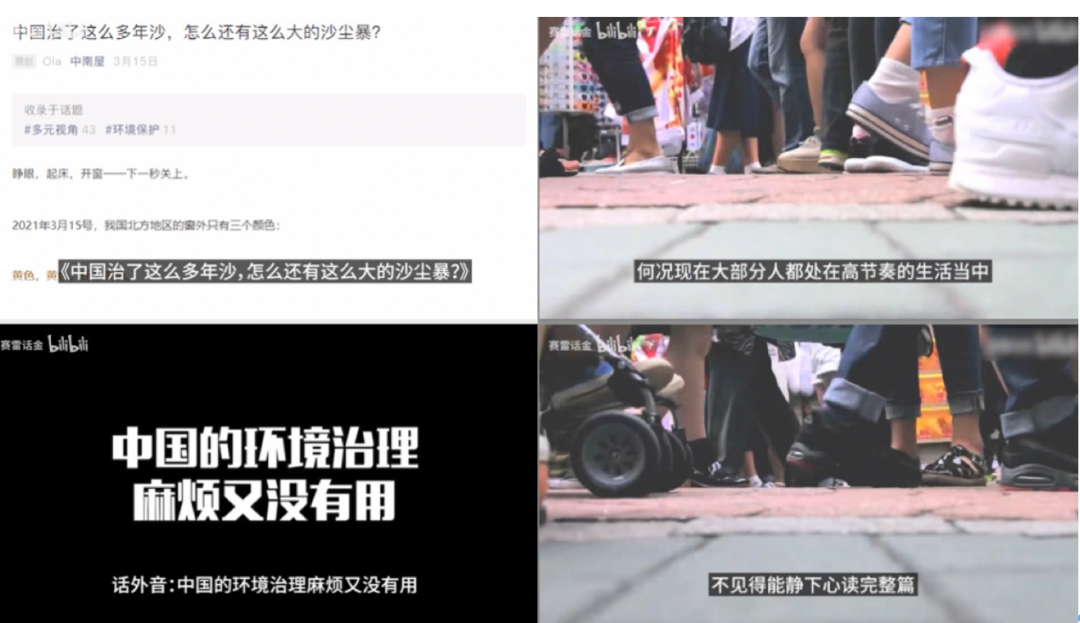 中国治了这么多年沙，怎么还有这么大的沙尘暴？
原创 Ola 中南屋 3月15日
收录于话题
#多元视角 43 #环境保护 11
睁眼，起床，开窗——下一秒关上。
2021年3月15号，我国北方地区的窗外只有三个颜色：
黄色，黄
《中国治了这么多年沙，怎么还有这么大的沙尘暴？》
赛雷话金 bilibili
何况现在大部分人都处在高节奏的生活当中
赛雷话金 bilibili
中国的环境治理
麻烦又没有用
话外音：中国的环境治理麻烦又没有用
赛雷话金 bilibili
不见得能静下心读完整篇